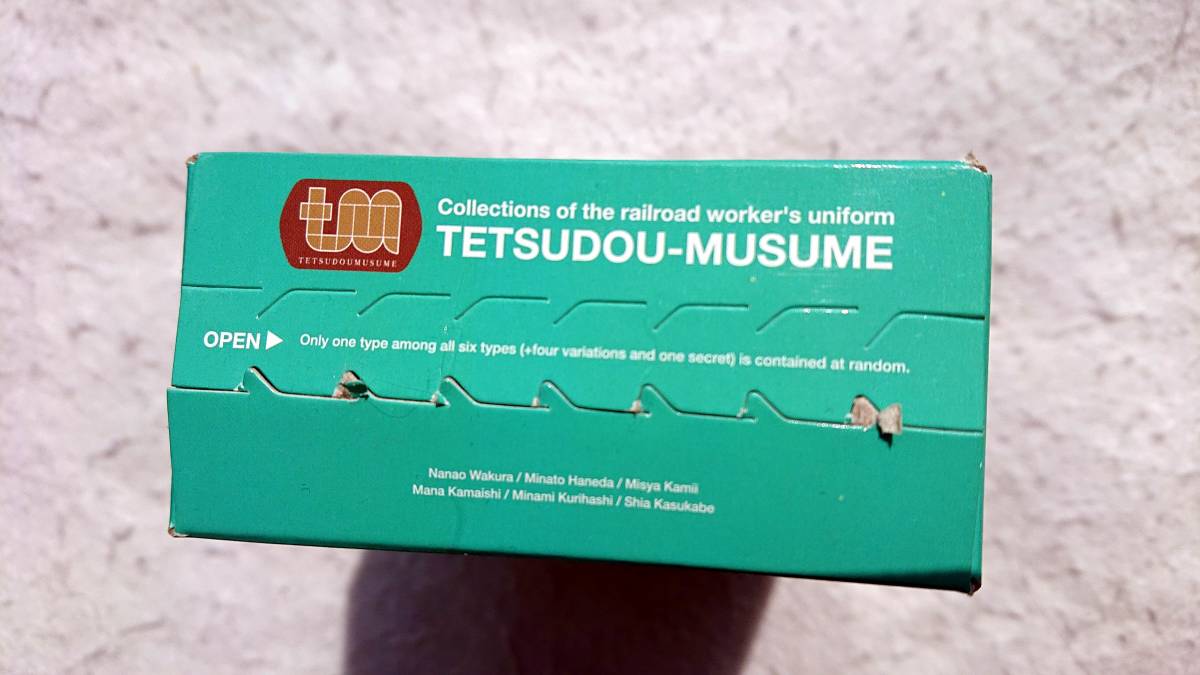 tm
TETSUDOUMUSUME
Collections of the railroad worker's uniform
TETSUDOU-MUSUME
OPEN ▶ Only one type among all six types (+four variations and one secret) is contained at random.
Nanao Wakura / Minato Haneda / Misya Kamii
Mana Kamaishi / Minami Kurihashi / Shia Kasukabe